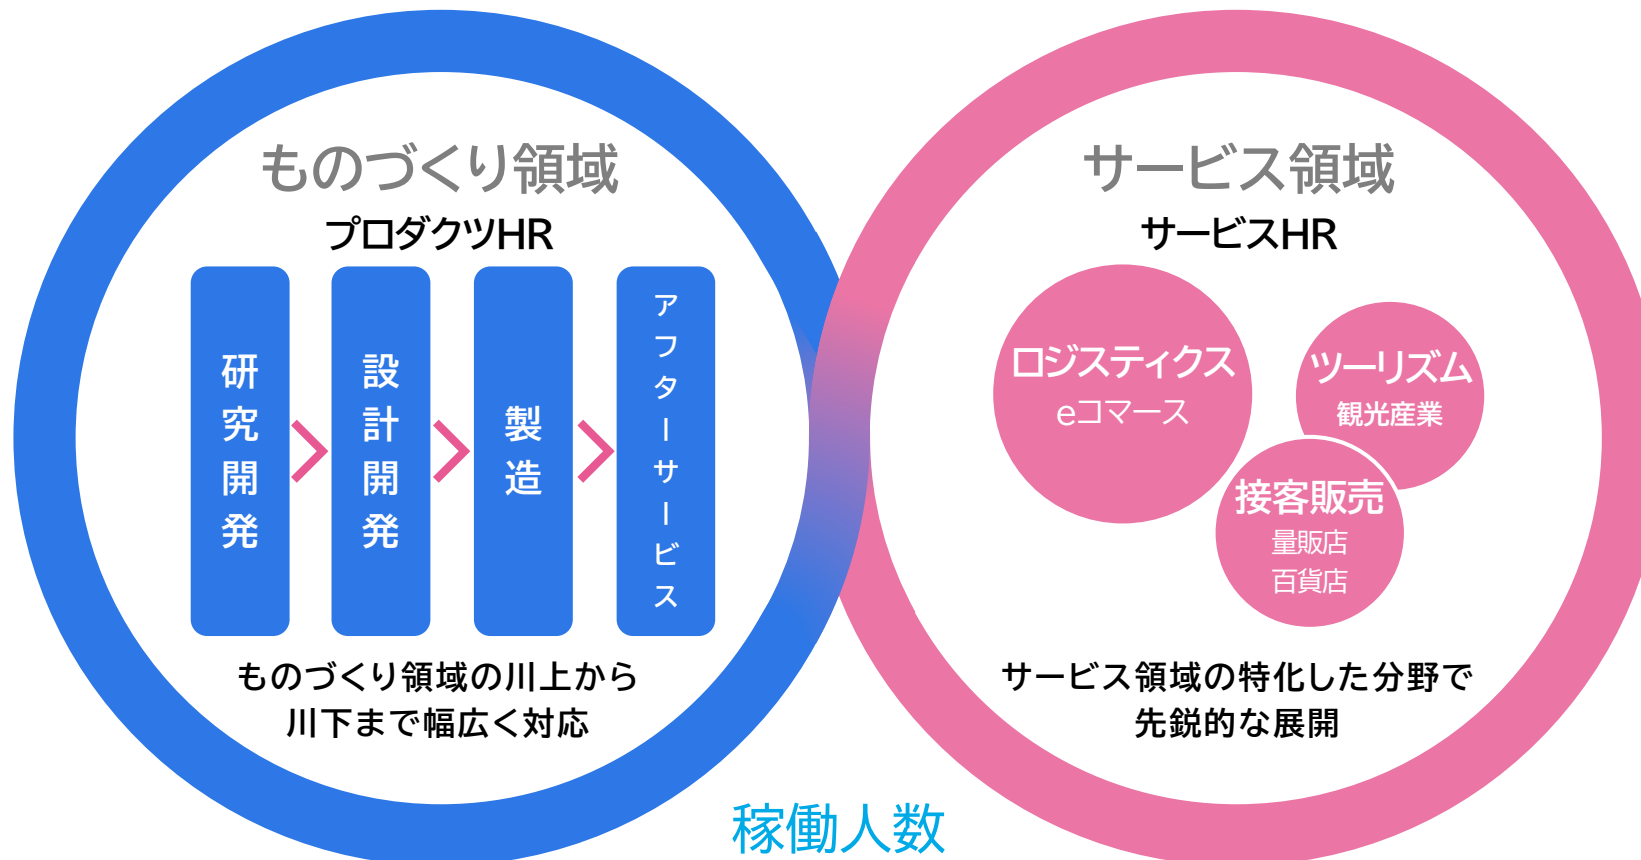 ものづくり領域
プロダクツHR
研究開発
設計開発
製造
アフターサービス
ものづくり領域の川上から
川下まで幅広く対応
サービス領域
サービスHR
ロジスティクス
eコマース
ツーリズム
観光産業
接客販売
量販店
百貨店
サービス領域の特化した分野で
先鋭的な展開
稼働人数